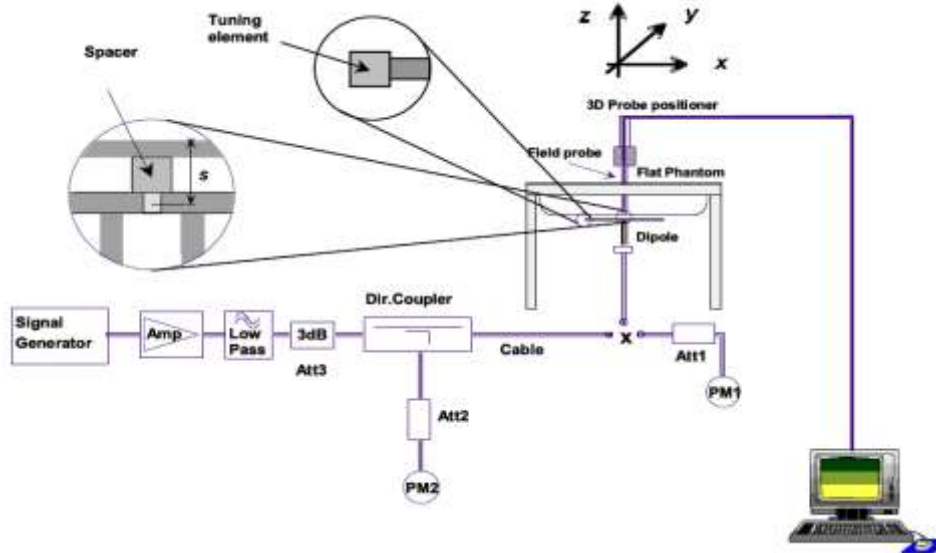 Tuning
element
Spacer
s
z
y
x
3D Probe positioner
Field probe
Flat Phantom
Dipole
Dir.Coupler
Signal
Generator
Amp
Low
Pass
3dB
Att3
Cable
x
Att1
PM1
Att2
PM2